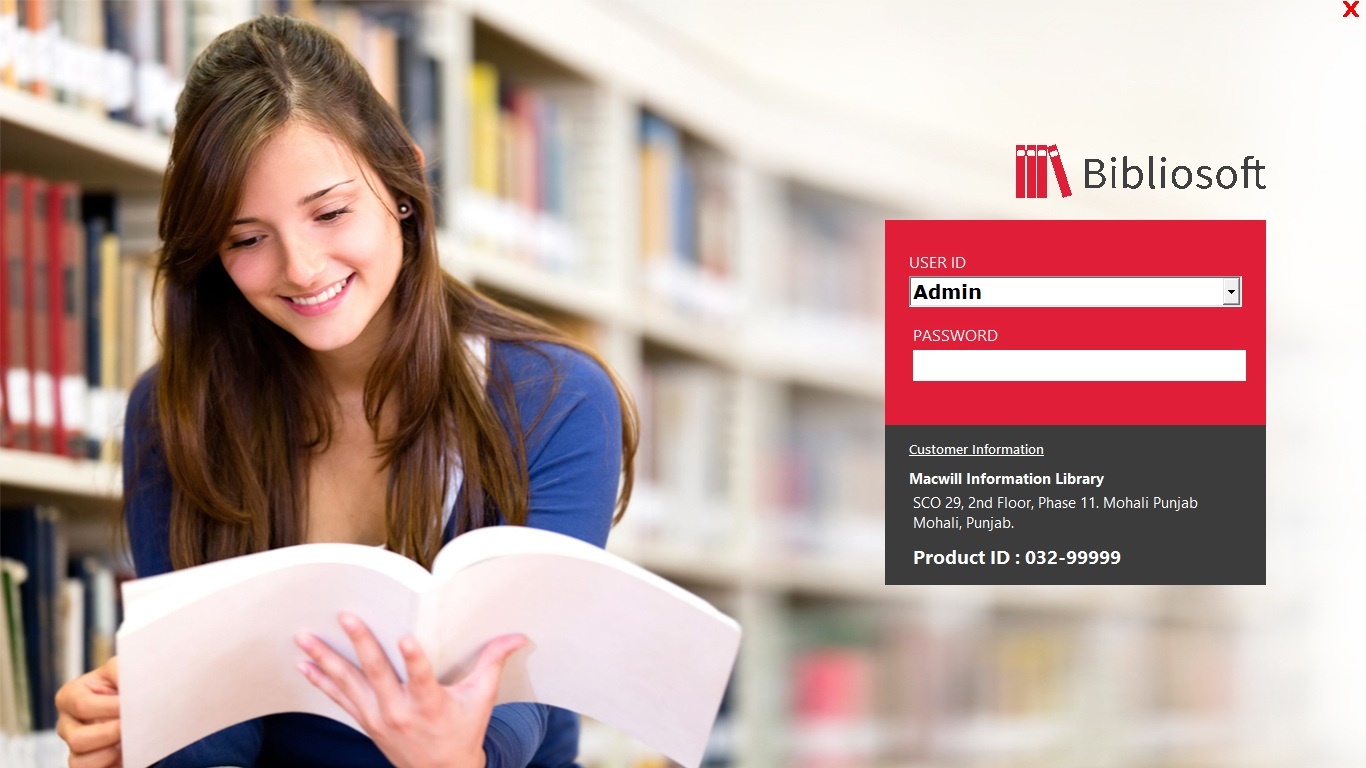 X
Bibliosoft
USER ID
Admin
PASSWORD
Customer Information
Macwill Information Library
SCO 29, 2nd Floor, Phase 11. Mohali Punjab
Mohali, Punjab.
Product ID : 032-99999